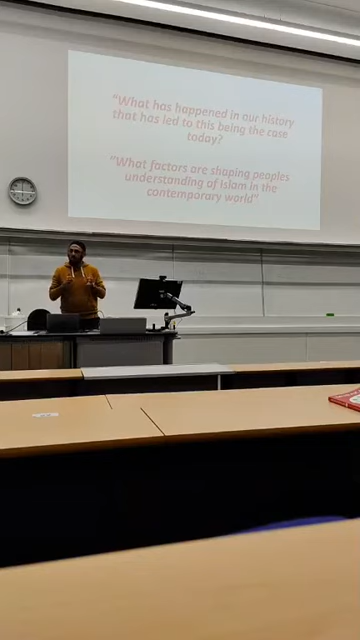 "What has happened in our history
that has led to this being the case
today?
"What factors are shaping peoples
understanding of Islam in the
contemporary world"